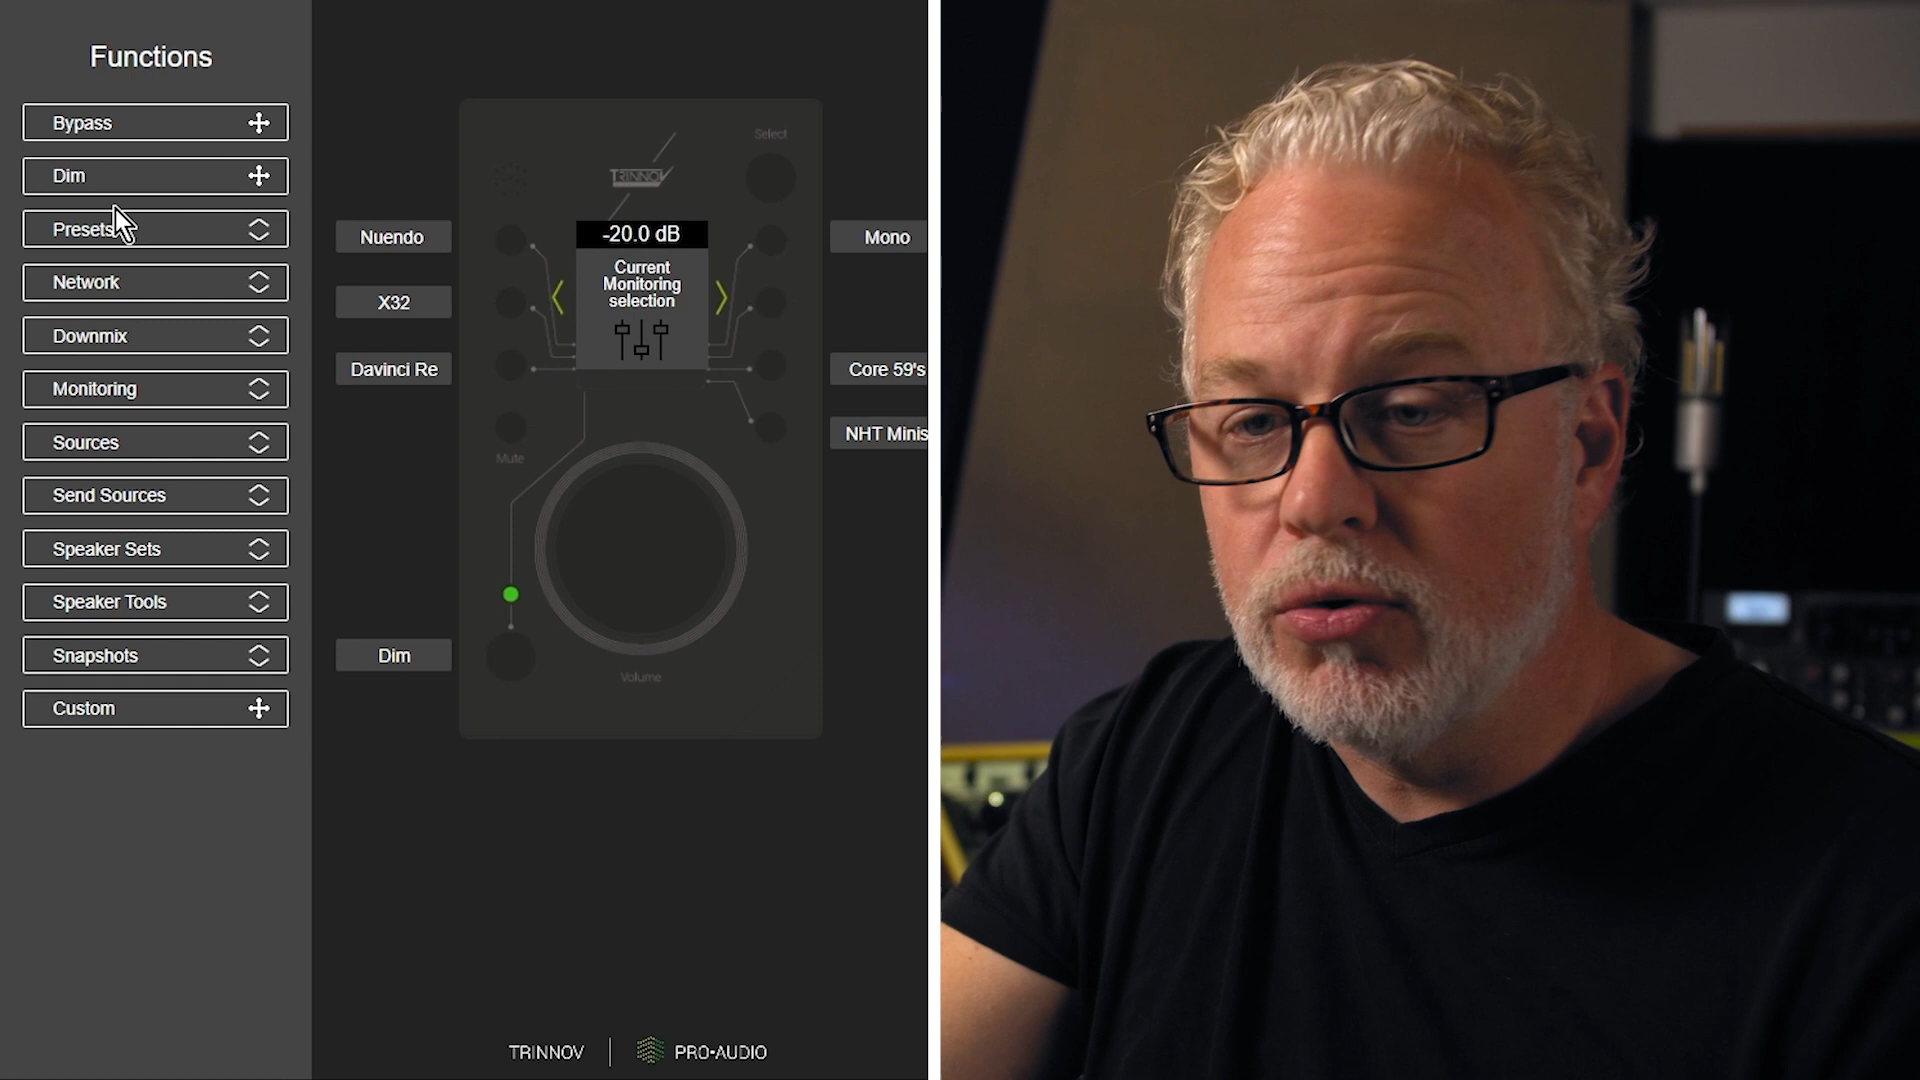 Functions
Bypass
Dim
Presets
Network
Downmix
Monitoring
Sources
Send Sources
Speaker Sets
Speaker Tools
Snapshots
Custom
Select
TRINNOV
-20.0 dB
Current
Monitoring
selection
Nuendo
X32
Davinci Re
Mono
Core 59's
NHT Minis
Mute
Dim
Volume
TRINNOV
PRO-AUDIO